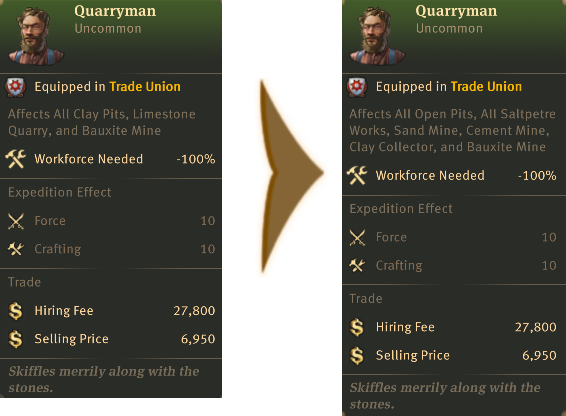 Quarryman
Uncommon
Equipped in Trade Union
Affects All Clay Pits, Limestone
Quarry, and Bauxite Mine
Workforce Needed -100%
Expedition Effect
Force 10
Crafting 10
Trade
Hiring Fee 27,800
Selling Price 6,950
Skiffles merrily along with the
stones.
Quarryman
Uncommon
Equipped in Trade Union
Affects All Open Pits, All Saltpetre
Works, Sand Mine, Cement Mine,
Clay Collector, and Bauxite Mine
Workforce Needed -100%
Expedition Effect
Force 10
Crafting 10
Trade
Hiring Fee 27,800
Selling Price 6,950
Skiffles merrily along with the
stones.